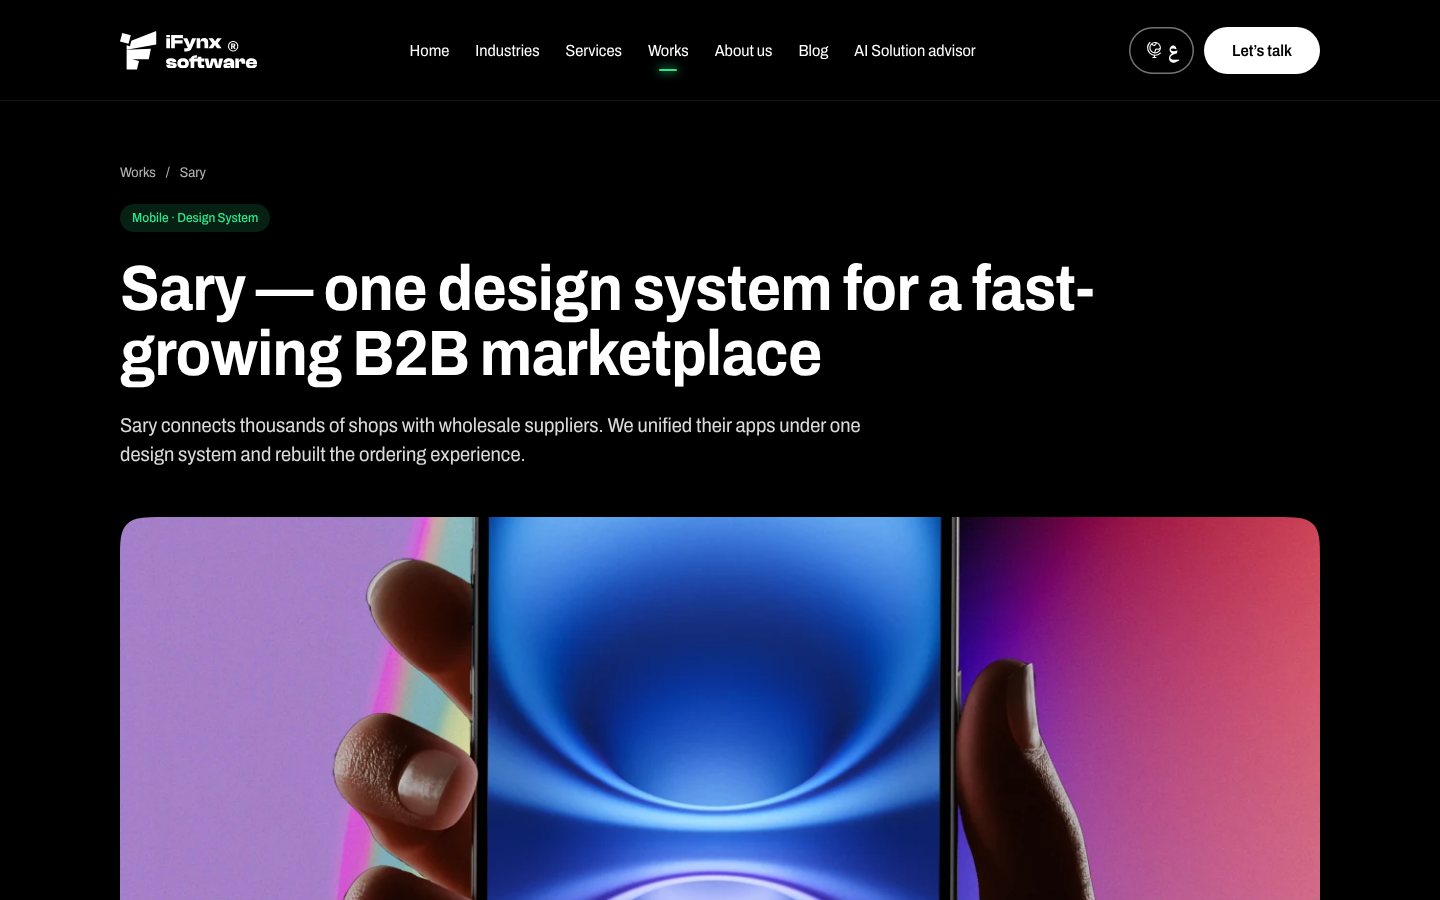 iFynx ®
software
Home
Industries
Services
Works
About us
Blog
AI Solution advisor
ع
Let’s talk
Works / Sary
Mobile · Design System
Sary — one design system for a fast-
growing B2B marketplace
Sary connects thousands of shops with wholesale suppliers. We unified their apps under one
design system and rebuilt the ordering experience.